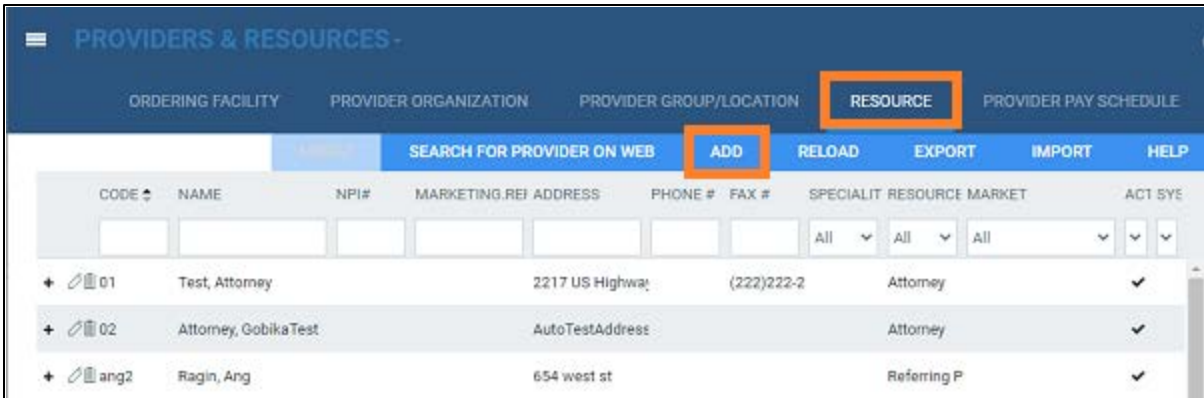 PROVIDERS & RESOURCES -
ORDERING FACILITY PROVIDER ORGANIZATION PROVIDER GROUP/LOCATION RESOURCE PROVIDER PAY SCHEDULE
SEARCH FOR PROVIDER ON WEB ADD RELOAD EXPORT IMPORT HELP
CODE NAME NPI# MARKETING.REI ADDRESS PHONE # FAX # SPECIALIT RESOURCE MARKET ACT SYE
All All All
01 Test, Attorney 2217 US Highway (222)222-2 Attorney
02 Attorney, GobikaTest AutoTestAddress Attorney
ang2 Ragin, Ang 654 west st Referring P